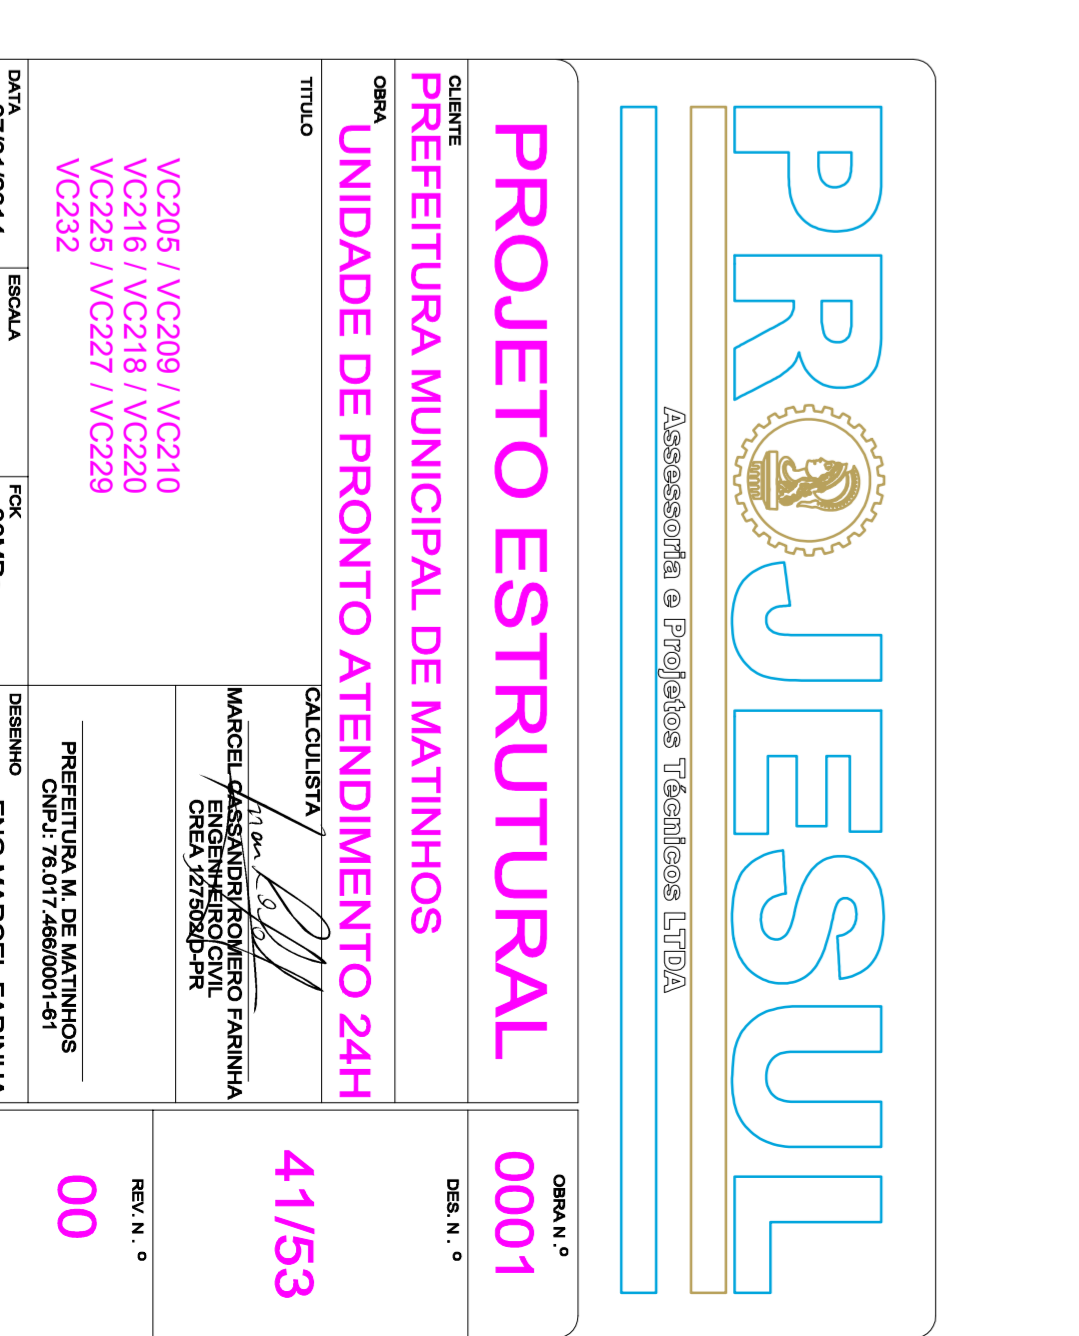 PROJESUL
Assessoria e Projetos Técnicos LTDA
PROJETO ESTRUTURAL
OBRA N.º
0001
CLIENTE
PREFEITURA MUNICIPAL DE MATINHOS
OBRA
UNIDADE DE PRONTO ATENDIMENTO 24H
DES. N . º
41/53
TITULO
VC205 / VC209 / VC210
VC216 / VC218 / VC220
VC225 / VC227 / VC229
VC232
CALCULISTA
MARCEL CASSANDRI ROMERO FARINHA
ENGENHEIRO CIVIL
CREA 127502/D-PR
PREFEITURA M. DE MATINHOS
CNPJ: 76.017.466/0001-61
REV. N . º
00
DATA
ESCALA
FCK
DESENHO
ENG MARCEL FARINHA